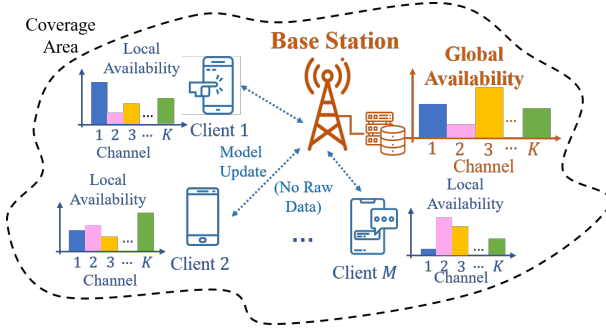 Coverage
Area
Local
Availability
1 2 3 ... K
Channel
Client 1
Base Station
Global
Availability
1 2 3 ... K
Channel
Model
Update
(No Raw
Data)
Local
Availability
1 2 3 ... K
Channel
Client 2
...
Client M
Local
Availability
1 2 3 ... K
Channel